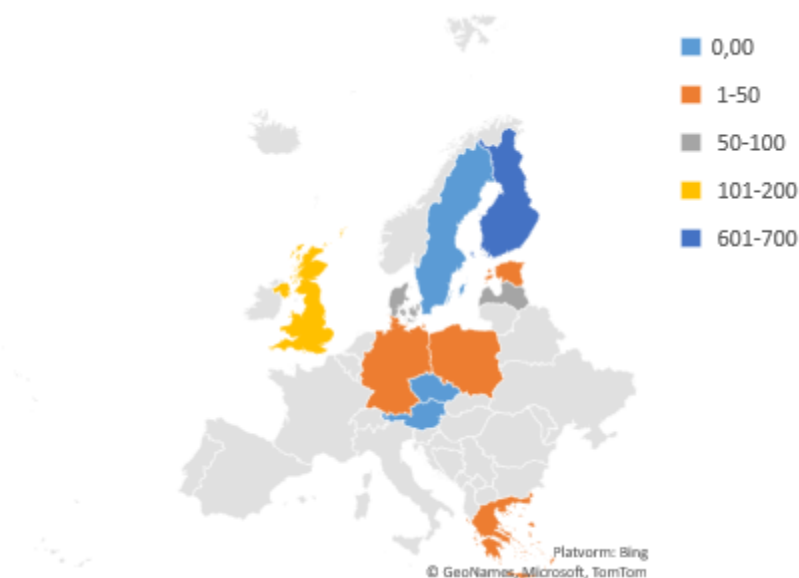 0,00
1-50
50-100
101-200
601-700
Platvorm: Bing
© GeoNames, Microsoft, TomTom